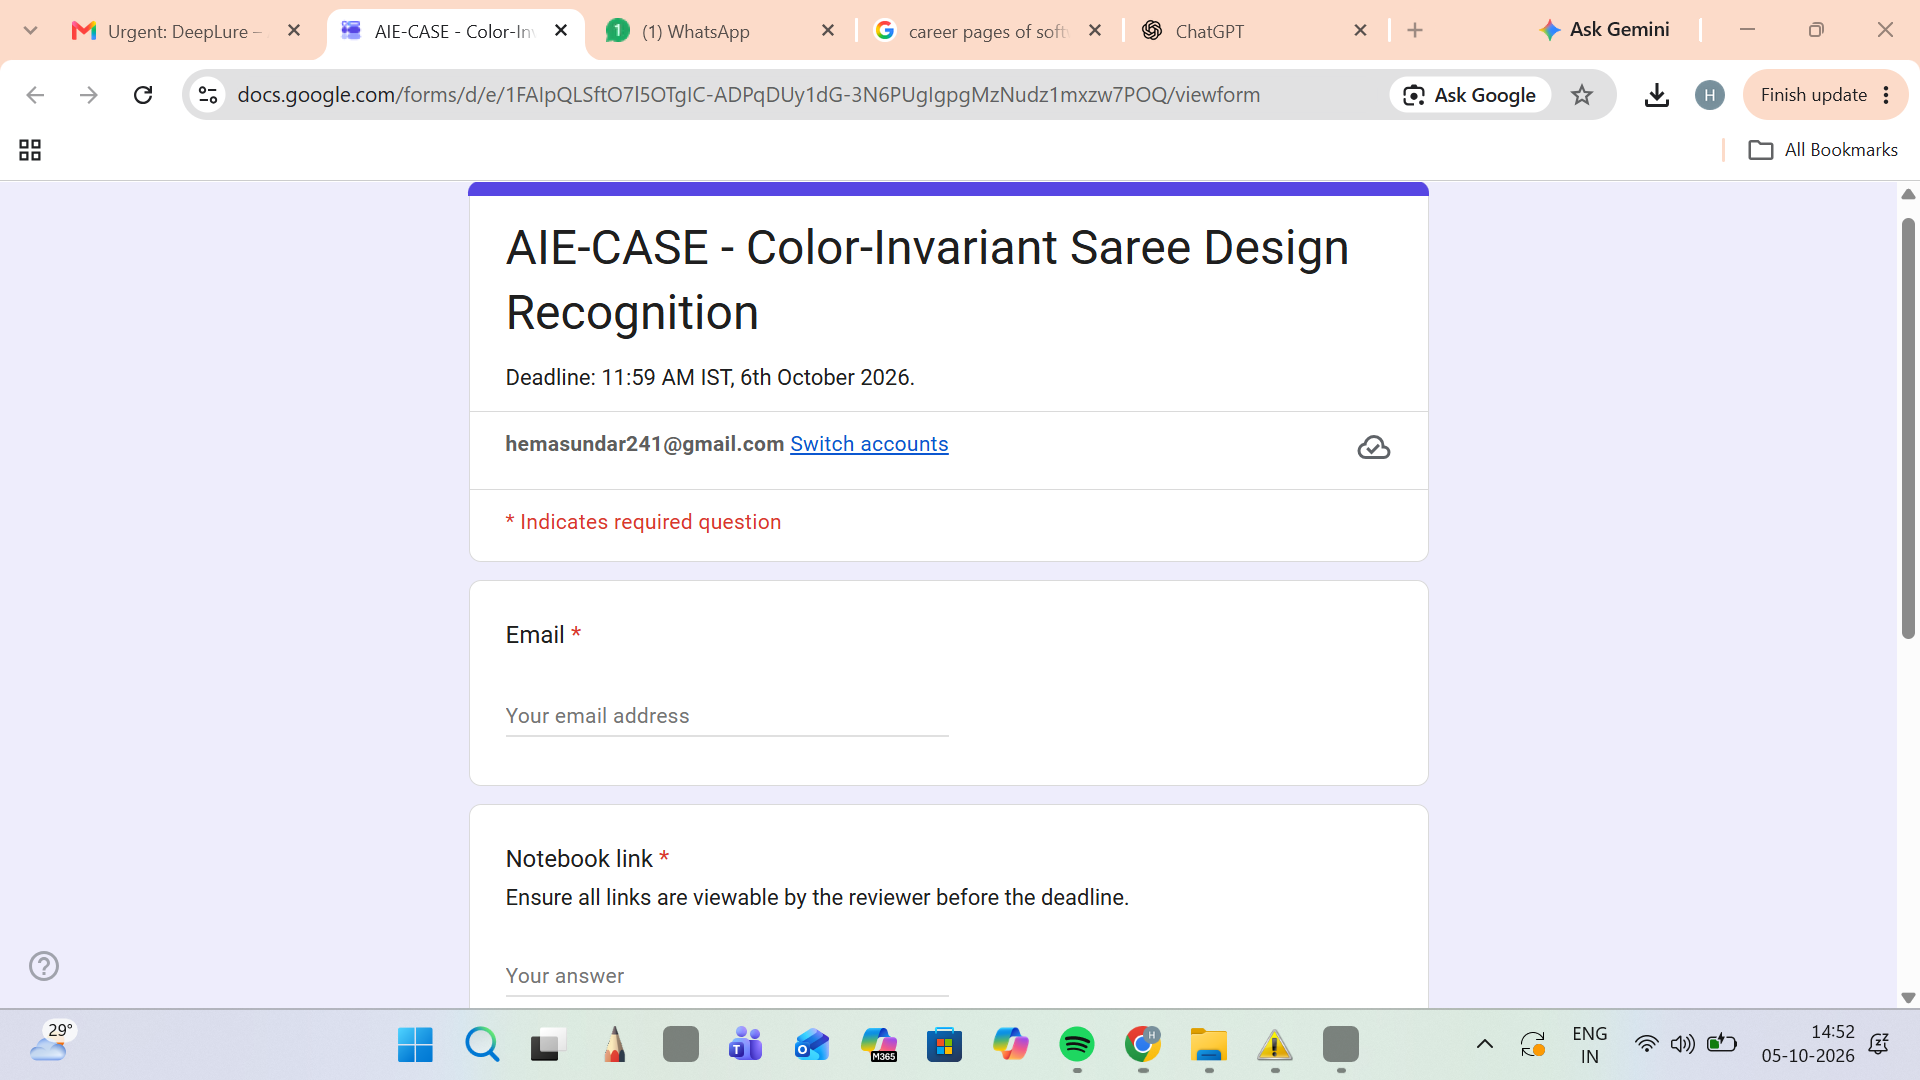 Urgent: DeepLure –
AIE-CASE - Color-Inv
(1) WhatsApp
career pages of soft
ChatGPT
Ask Gemini
docs.google.com/forms/d/e/1FAIpQLSftO7l5OTgIC-ADPqDUy1dG-3N6PUgIgpgMzNudz1mxzw7POQ/viewform
Ask Google
H
Finish update
All Bookmarks
AIE-CASE - Color-Invariant Saree Design
Recognition
Deadline: 11:59 AM IST, 6th October 2026.
hemasundar241@gmail.com Switch accounts
* Indicates required question
Email *
Your email address
Notebook link *
Ensure all links are viewable by the reviewer before the deadline.
Your answer
29°
M365
H
ENG
IN
14:52
05-10-2026